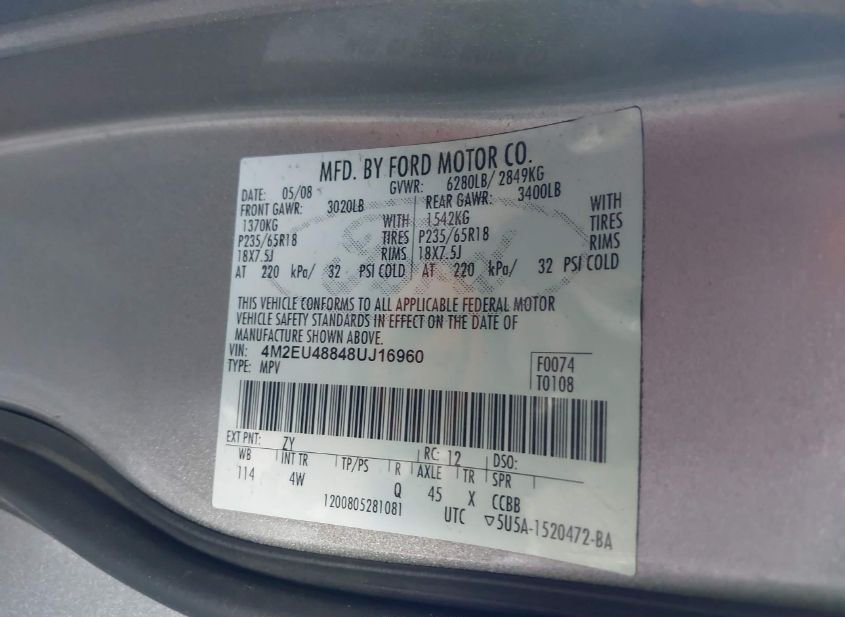 MFD. BY FORD MOTOR CO.
DATE: 05/08 GVWR: 6280LB/ 2849KG
FRONT GAWR: 3020LB REAR GAWR: 3400LB
1370KG WITH 1542KG WITH
P235/65R18 TIRES P235/65R18 TIRES
18X7.5J RIMS 18X7.5J RIMS
AT 220 kPa/ 32 PSI COLD AT 220 kPa/ 32 PSI COLD
THIS VEHICLE CONFORMS TO ALL APPLICABLE FEDERAL MOTOR
VEHICLE SAFETY STANDARDS IN EFFECT ON THE DATE OF
MANUFACTURE SHOWN ABOVE.
VIN: 4M2EU48848UJ16960
TYPE: MPV
F0074
T0108
EXT PNT: ZY RC: 12 DSO:
WB INT TR TP/PS R AXLE TR SPR
114 4W Q 45 X CCBB
1200805281081 UTC ▽5U5A-1520472-BA